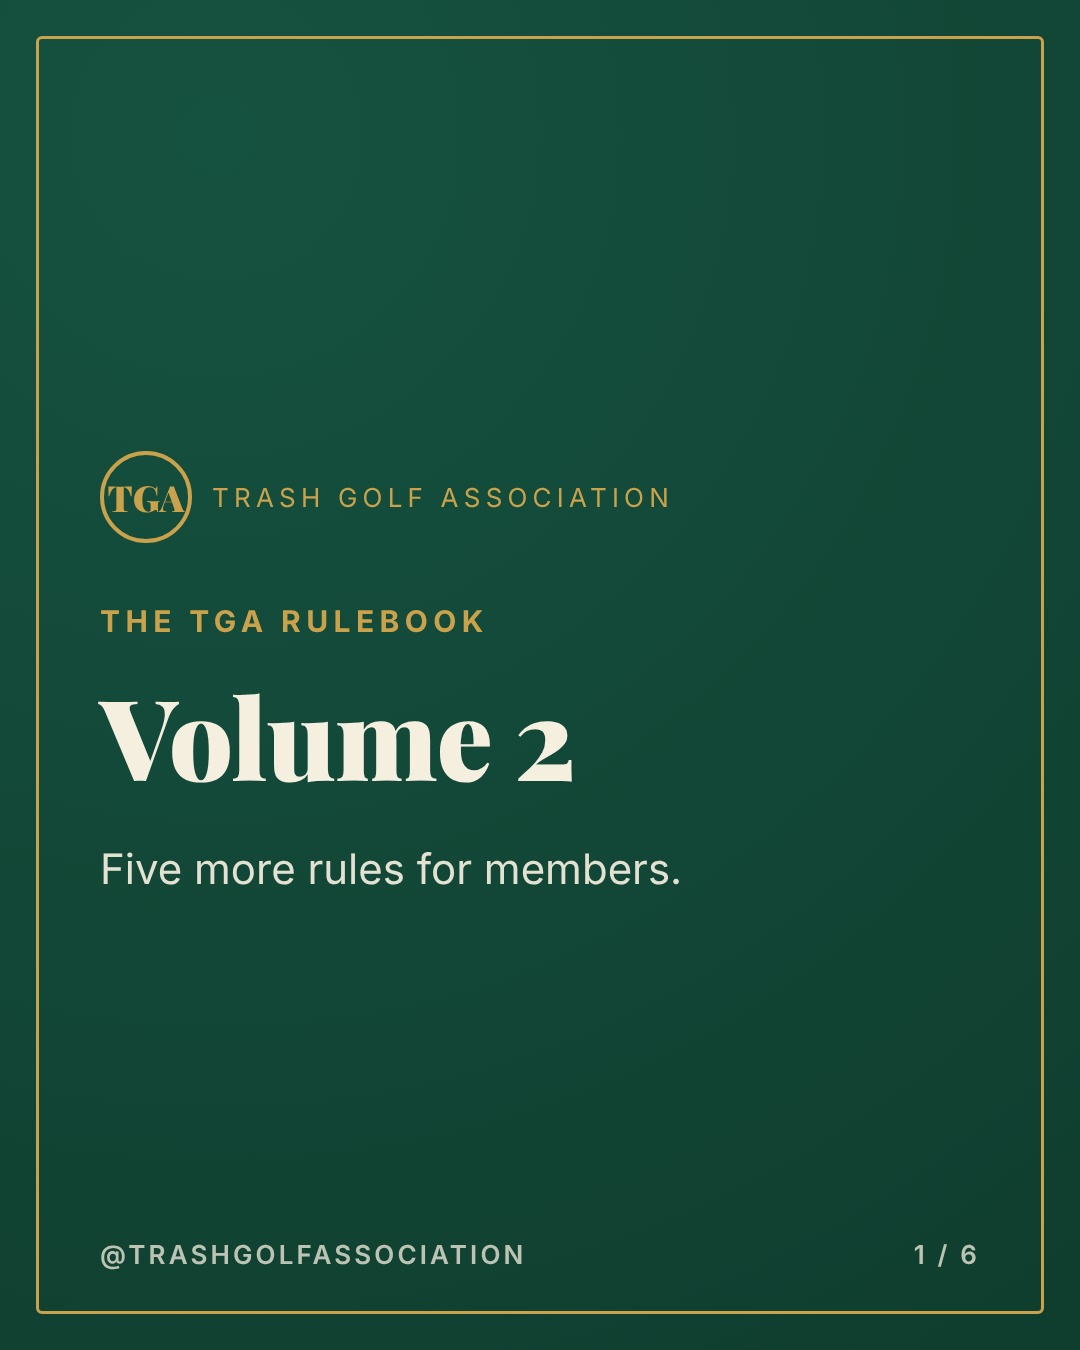 TGA
TRASH GOLF ASSOCIATION
THE TGA RULEBOOK
Volume 2
Five more rules for members.
@TRASHGOLFASSOCIATION
1 / 6